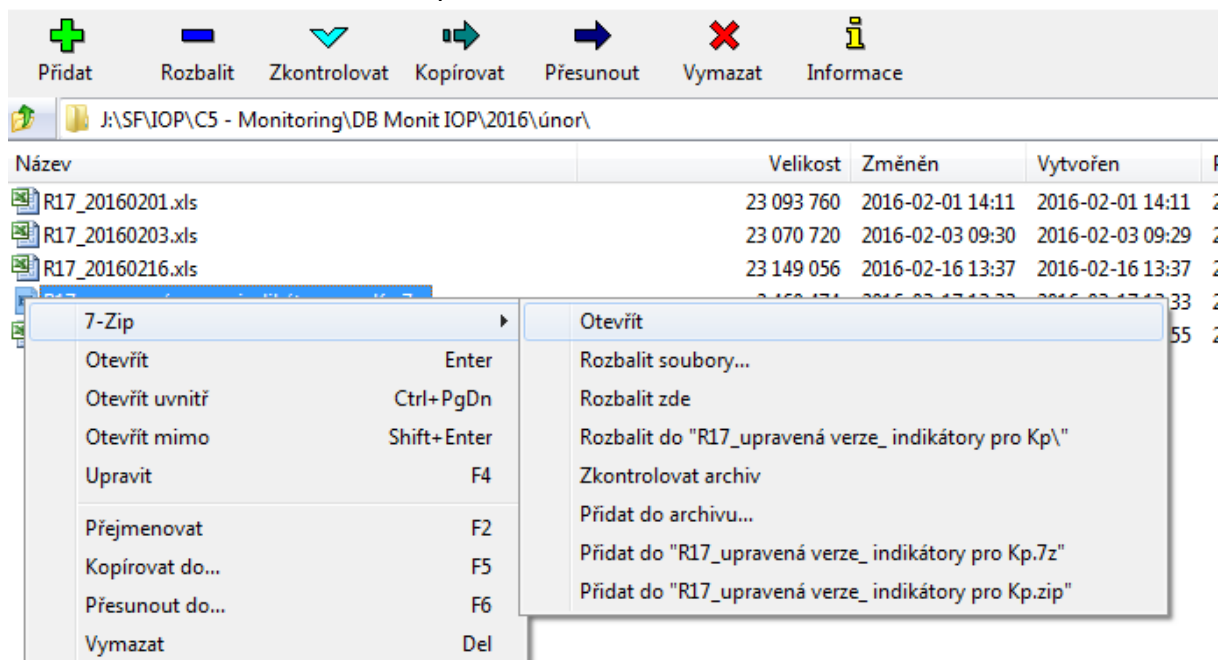 Přidat Rozbalit Zkontrolovat Kopírovat Přesunout Vymazat Informace
J:\SF\IOP\C5 - Monitoring\DB Monit IOP\2016\únor\
Název Velikost Změněn Vytvořen
R17_20160201.xls 23 093 760 2016-02-01 14:11 2016-02-01 14:11
R17_20160203.xls 23 070 720 2016-02-03 09:30 2016-02-03 09:29
R17_20160216.xls 23 149 056 2016-02-16 13:37 2016-02-16 13:37
33
55
7-Zip
Otevřít Enter
Otevřít uvnitř Ctrl+PgDn
Otevřít mimo Shift+Enter
Upravit F4
Přejmenovat F2
Kopírovat do... F5
Přesunout do... F6
Vymazat Del
Otevřít
Rozbalit soubory...
Rozbalit zde
Rozbalit do "R17_upravená verze_ indikátory pro Kp\"
Zkontrolovat archiv
Přidat do archivu...
Přidat do "R17_upravená verze_ indikátory pro Kp.7z"
Přidat do "R17_upravená verze_ indikátory pro Kp.zip"